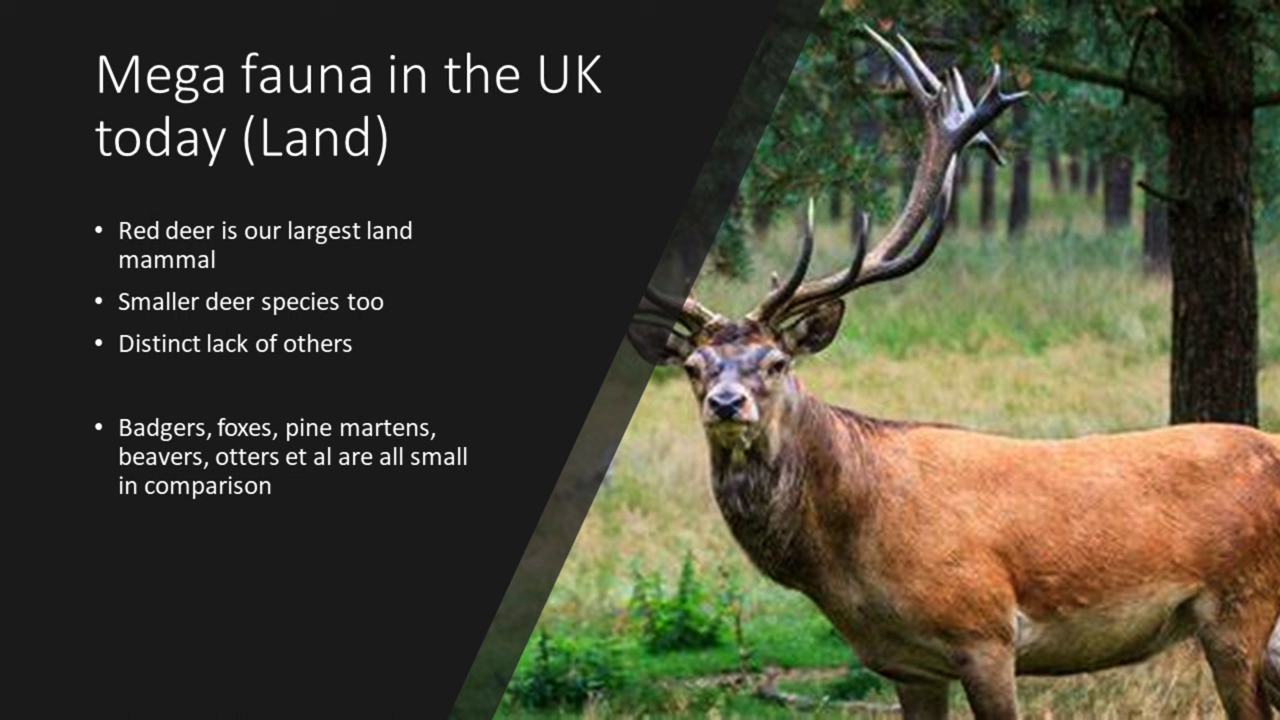 Mega fauna in the UK
today (Land)
• Red deer is our largest land
mammal
• Smaller deer species too
• Distinct lack of others
• Badgers, foxes, pine martens,
beavers, otters et al are all small
in comparison